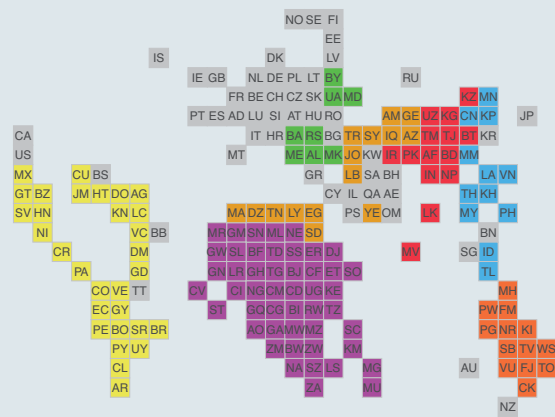 NO SE FI
EE
IS DK LV
IE GB NL DE PL LT BY RU
FR BE CH CZ SK UA MD KZ MN
PT ES AD LU SI AT HU RO AM GE UZ KG CN KP JP
CA IT HR BA RS BG TR SY IQ AZ TM TJ BT KR
US MT ME AL MK JO KW IR PK AF BD MM
MX CU BS GR LB SA BH IN NP LA VN
GT BZ JM HT DO AG CY IL QA AE TH KH
SV HN KN LC MA DZ TN LY EG PS YE OM LK MY PH
NI VC BB MR GM SN ML NE SD BN
CR DM GW SL BF TD SS ER DJ MV SG ID
PA GD GN LR GH TG BJ CF ET SO TL
CO VE TT CV CI NG CM CD UG KE MH
EC GY ST GQ CG BI RW TZ PW FM
PE BO SR BR AO GA MW MZ SC PG NR KI
PY UY ZM BW ZW KM SB TV WS
CL NA SZ LS MG AU VU FJ TO
AR ZA MU CK
NZ